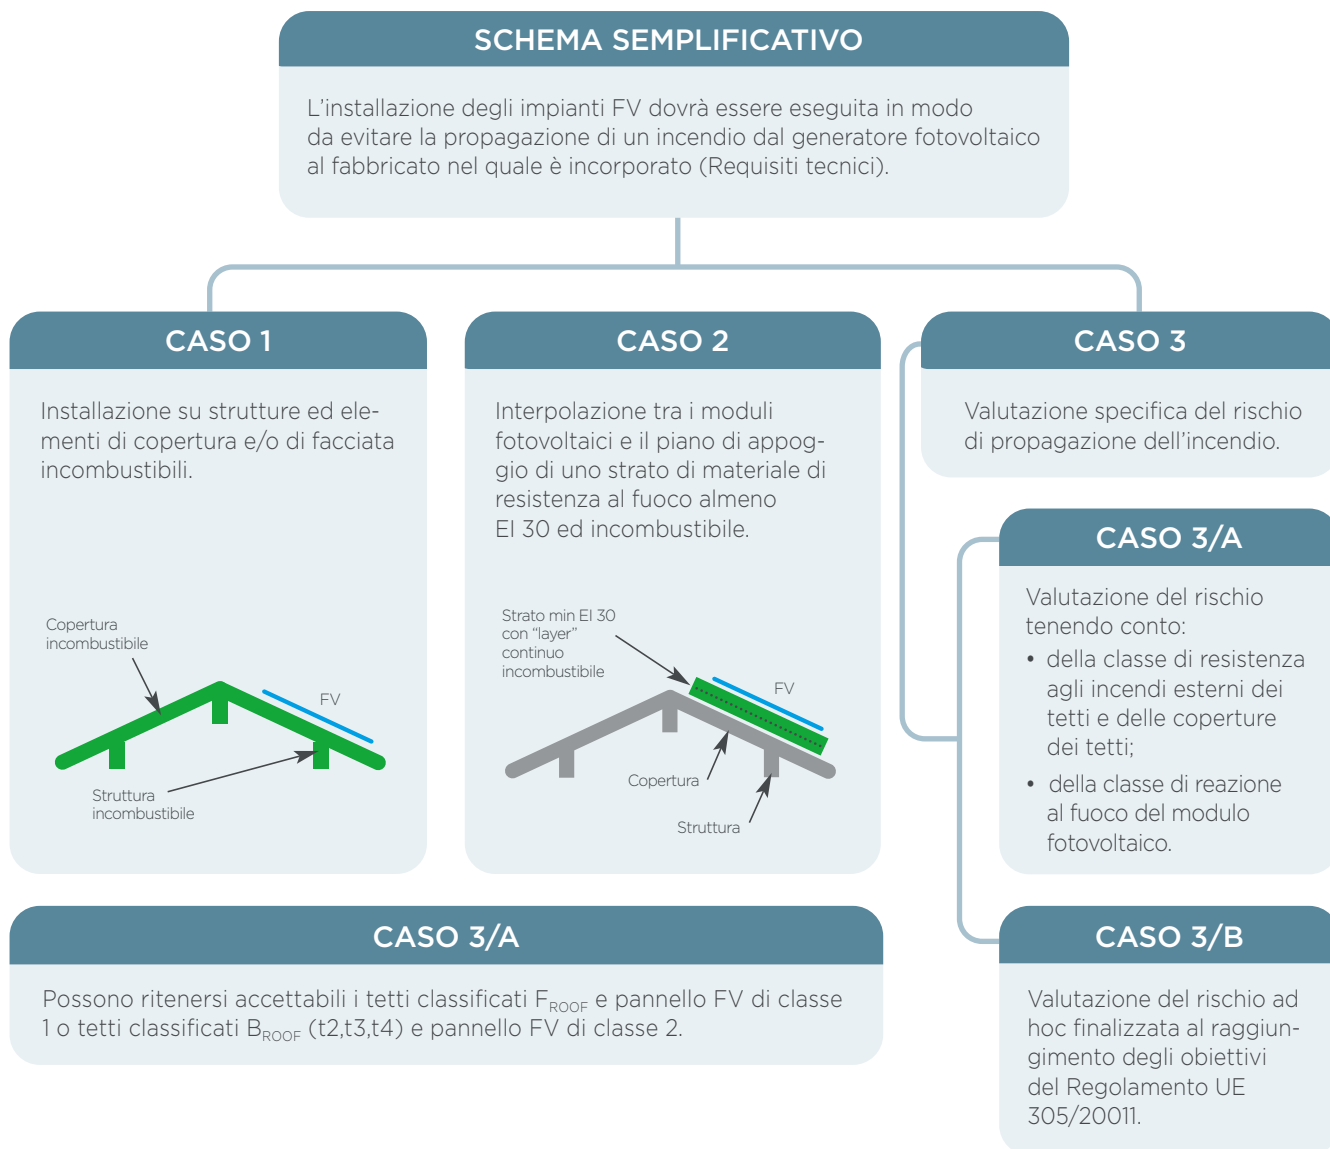 SCHEMA SEMPLIFICATIVO
L'installazione degli impianti FV dovrà essere eseguita in modo
da evitare la propagazione di un incendio dal generatore fotovoltaico
al fabbricato nel quale è incorporato (Requisiti tecnici).
CASO 1
Installazione su strutture ed ele-
menti di copertura e/o di facciata
incombustibili.
Copertura
incombustibile
FV
Struttura
incombustibile
CASO 2
Interpolazione tra i moduli
fotovoltaici e il piano di appog-
gio di uno strato di materiale di
resistenza al fuoco almeno
EI 30 ed incombustibile.
Strato min EI 30
con “layer”
continuo
incombustibile
FV
Copertura
Struttura
CASO 3
Valutazione specifica del rischio
di propagazione dell'incendio.
CASO 3/A
Valutazione del rischio
tenendo conto:
• della classe di resistenza
agli incendi esterni dei
tetti e delle coperture
dei tetti;
• della classe di reazione
al fuoco del modulo
fotovoltaico.
CASO 3/A
Possono ritenersi accettabili i tetti classificati F_ROOF e pannello FV di classe
1 o tetti classificati B_ROOF (t2,t3,t4) e pannello FV di classe 2.
CASO 3/B
Valutazione del rischio ad
hoc finalizzata al raggiun-
gimento degli obiettivi
del Regolamento UE
305/20011.